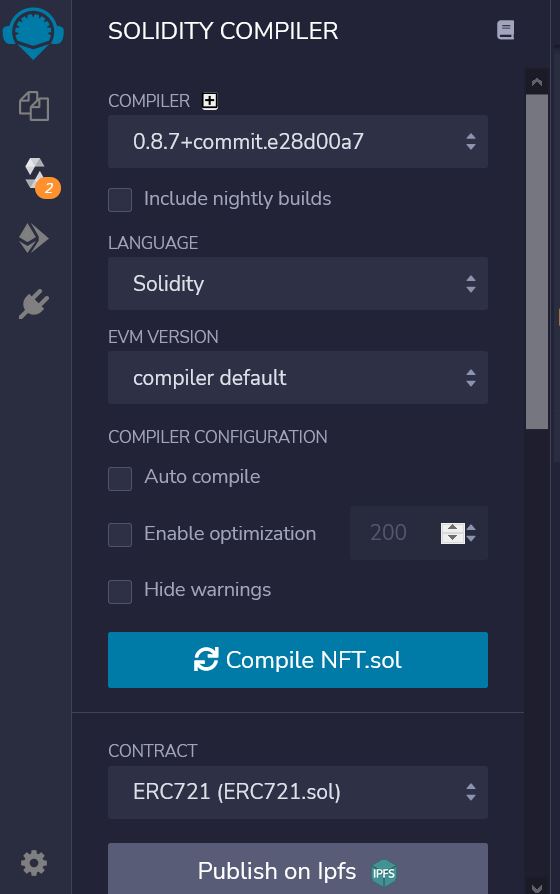 SOLIDITY COMPILER
COMPILER
0.8.7+commit.e28d00a7
2
Include nightly builds
LANGUAGE
Solidity
EVM VERSION
compiler default
COMPILER CONFIGURATION
Auto compile
Enable optimization 200
Hide warnings
Compile NFT.sol
CONTRACT
ERC721 (ERC721.sol)
Publish on Ipfs IPFS